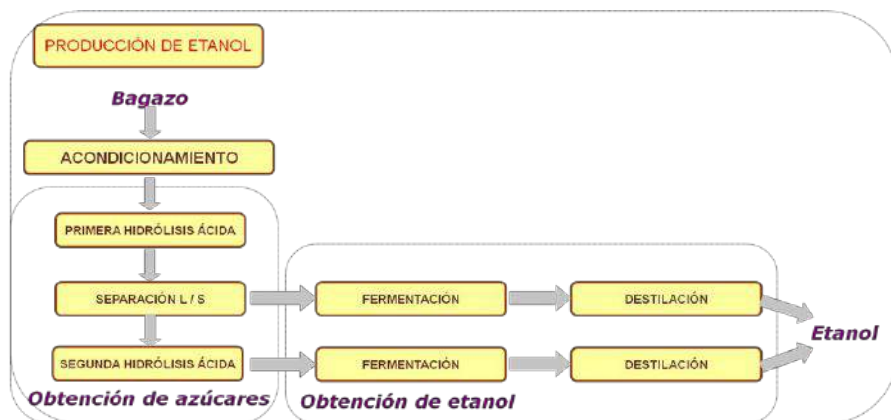 PRODUCCIÓN DE ETANOL
Bagazo
ACONDICIONAMIENTO
PRIMERA HIDRÓLISIS ÁCIDA
SEPARACIÓN L / S
FERMENTACIÓN
DESTILACIÓN
Etanol
SEGUNDA HIDRÓLISIS ÁCIDA
FERMENTACIÓN
DESTILACIÓN
Obtención de azúcares
Obtención de etanol